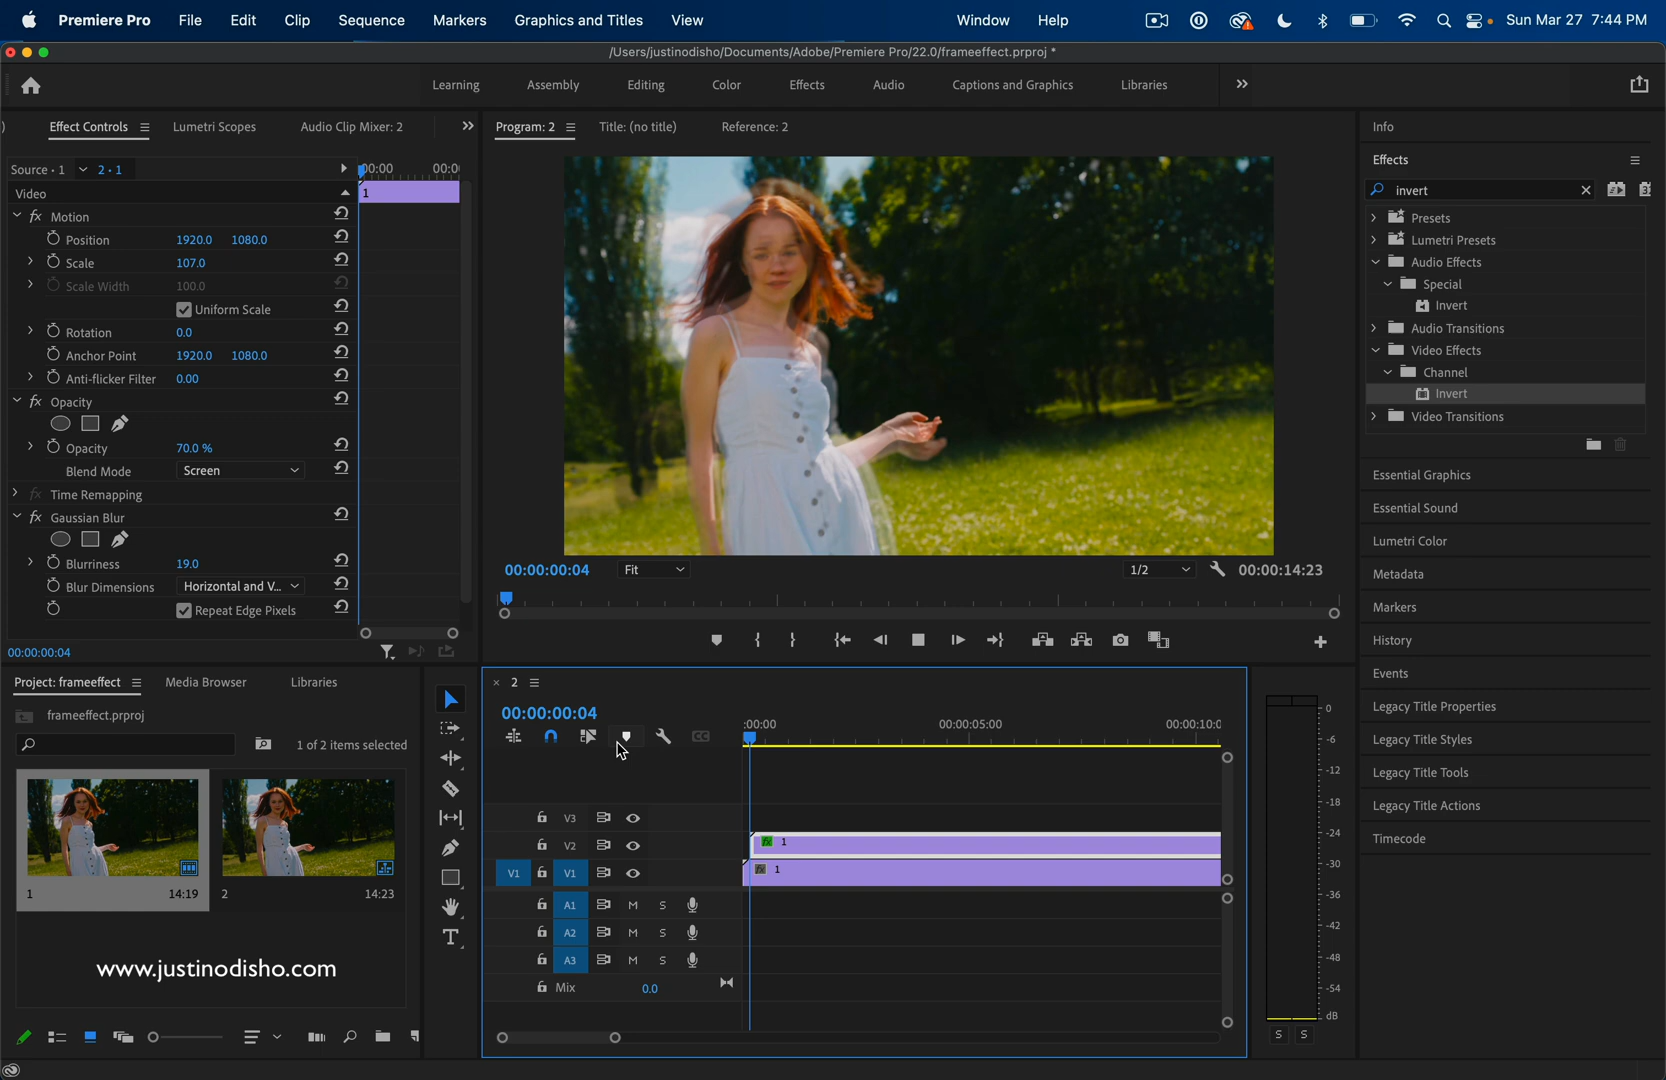 Premiere Pro File Edit Clip Sequence Markers Graphics and Titles View Window Help Sun Mar 27 7:44 PM
/Users/justinodisho/Documents/Adobe/Premiere Pro/22.0/frameeffect.prproj *
Learning Assembly Editing Color Effects Audio Captions and Graphics Libraries
Effect Controls Lumetri Scopes Audio Clip Mixer: 2
Source • 1 2 • 1 :00:00 00:0
Video 1
fx Motion
Position 1920.0 1080.0
Scale 107.0
Scale Width 100.0
Uniform Scale
Rotation 0.0
Anchor Point 1920.0 1080.0
Anti-flicker Filter 0.00
fx Opacity
Opacity 70.0 %
Blend Mode Screen
fx Time Remapping
fx Gaussian Blur
Blurriness 19.0
Blur Dimensions Horizontal and V...
Repeat Edge Pixels
00:00:00:04
Program: 2 Title: (no title) Reference: 2
00:00:00:04 Fit 1/2 00:00:14:23
Info
Effects
invert
Presets
Lumetri Presets
Audio Effects
Special
Invert
Audio Transitions
Video Effects
Channel
Invert
Video Transitions
Essential Graphics
Essential Sound
Lumetri Color
Metadata
Markers
History
Events
Legacy Title Properties
Legacy Title Styles
Legacy Title Tools
Legacy Title Actions
Timecode
Project: frameeffect Media Browser Libraries
frameeffect.prproj
1 of 2 items selected
1 14:19 2 14:23
www.justinodisho.com
2
00:00:00:04
:00:00 00:00:05:00 00:00:10:0
V3
V2 fx 1
V1 V1 fx 1
A1 M S
A2 M S
A3 M S
Mix 0.0
0
-6
-12
-18
-24
-30
-36
-42
-48
-54
dB
S S